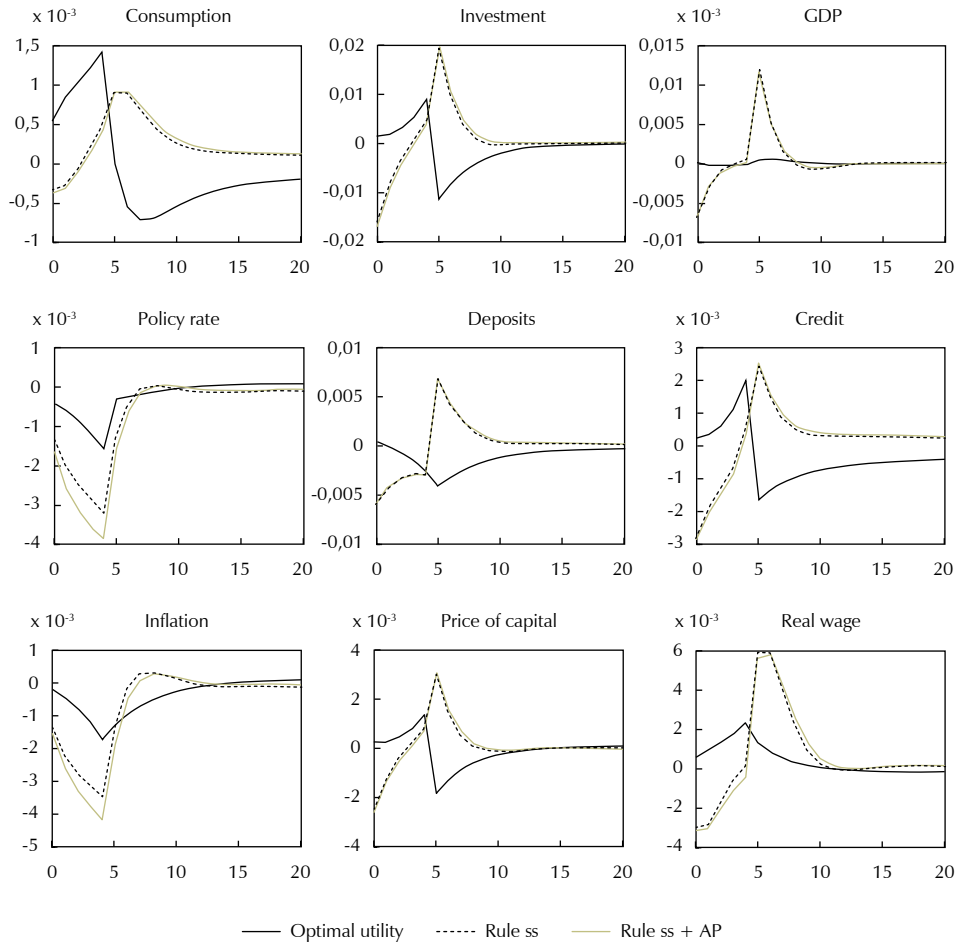 x 10-3 Consumption Investment x 10-3 GDP
1,5 0,02 0,015
1 0,01 0,01
0,5 0 0,005
0 -0,01 0
-0,5 -0,02 -0,005
-1 -0,01
0 5 10 15 20 0 5 10 15 20 0 5 10 15 20
x 10-3 Policy rate Deposits x 10-3 Credit
1 0,01 3
0 0,005 2
-1 0 1
-2 -0,005 0
-3 -0,01 -1
-4 -2
-3
0 5 10 15 20 0 5 10 15 20 0 5 10 15 20
x 10-3 Inflation x 10-3 Price of capital x 10-3 Real wage
1 4 6
0 2 4
-1 0 2
-2 -2 0
-3 -4 -2
-4 -4
-5
0 5 10 15 20 0 5 10 15 20 0 5 10 15 20
Optimal utility Rule ss Rule ss + AP